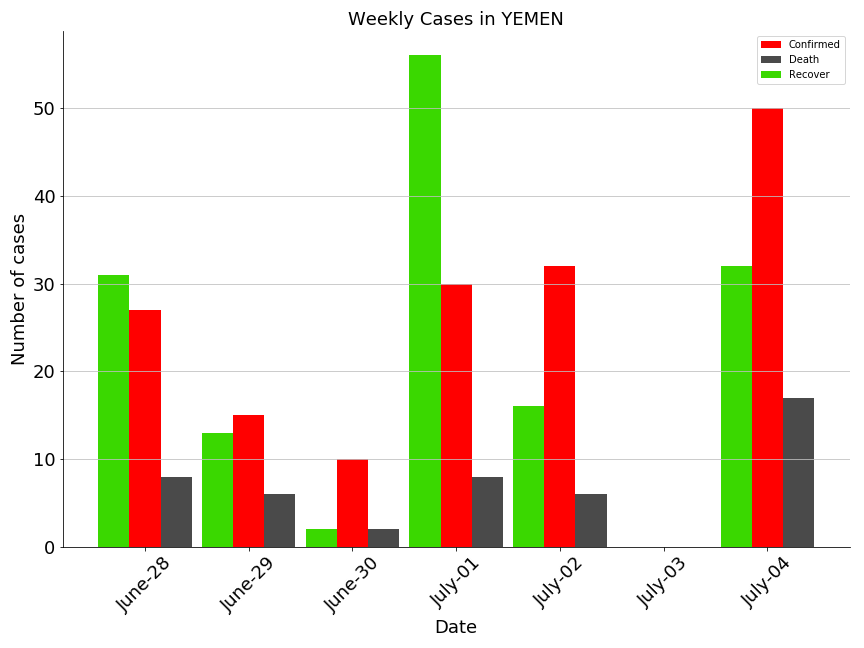 Weekly Cases in YEMEN
Confirmed
Death
Recover
Number of cases
50
40
30
20
10
0
June-28
June-29
June-30
July-01
July-02
July-03
July-04
Date